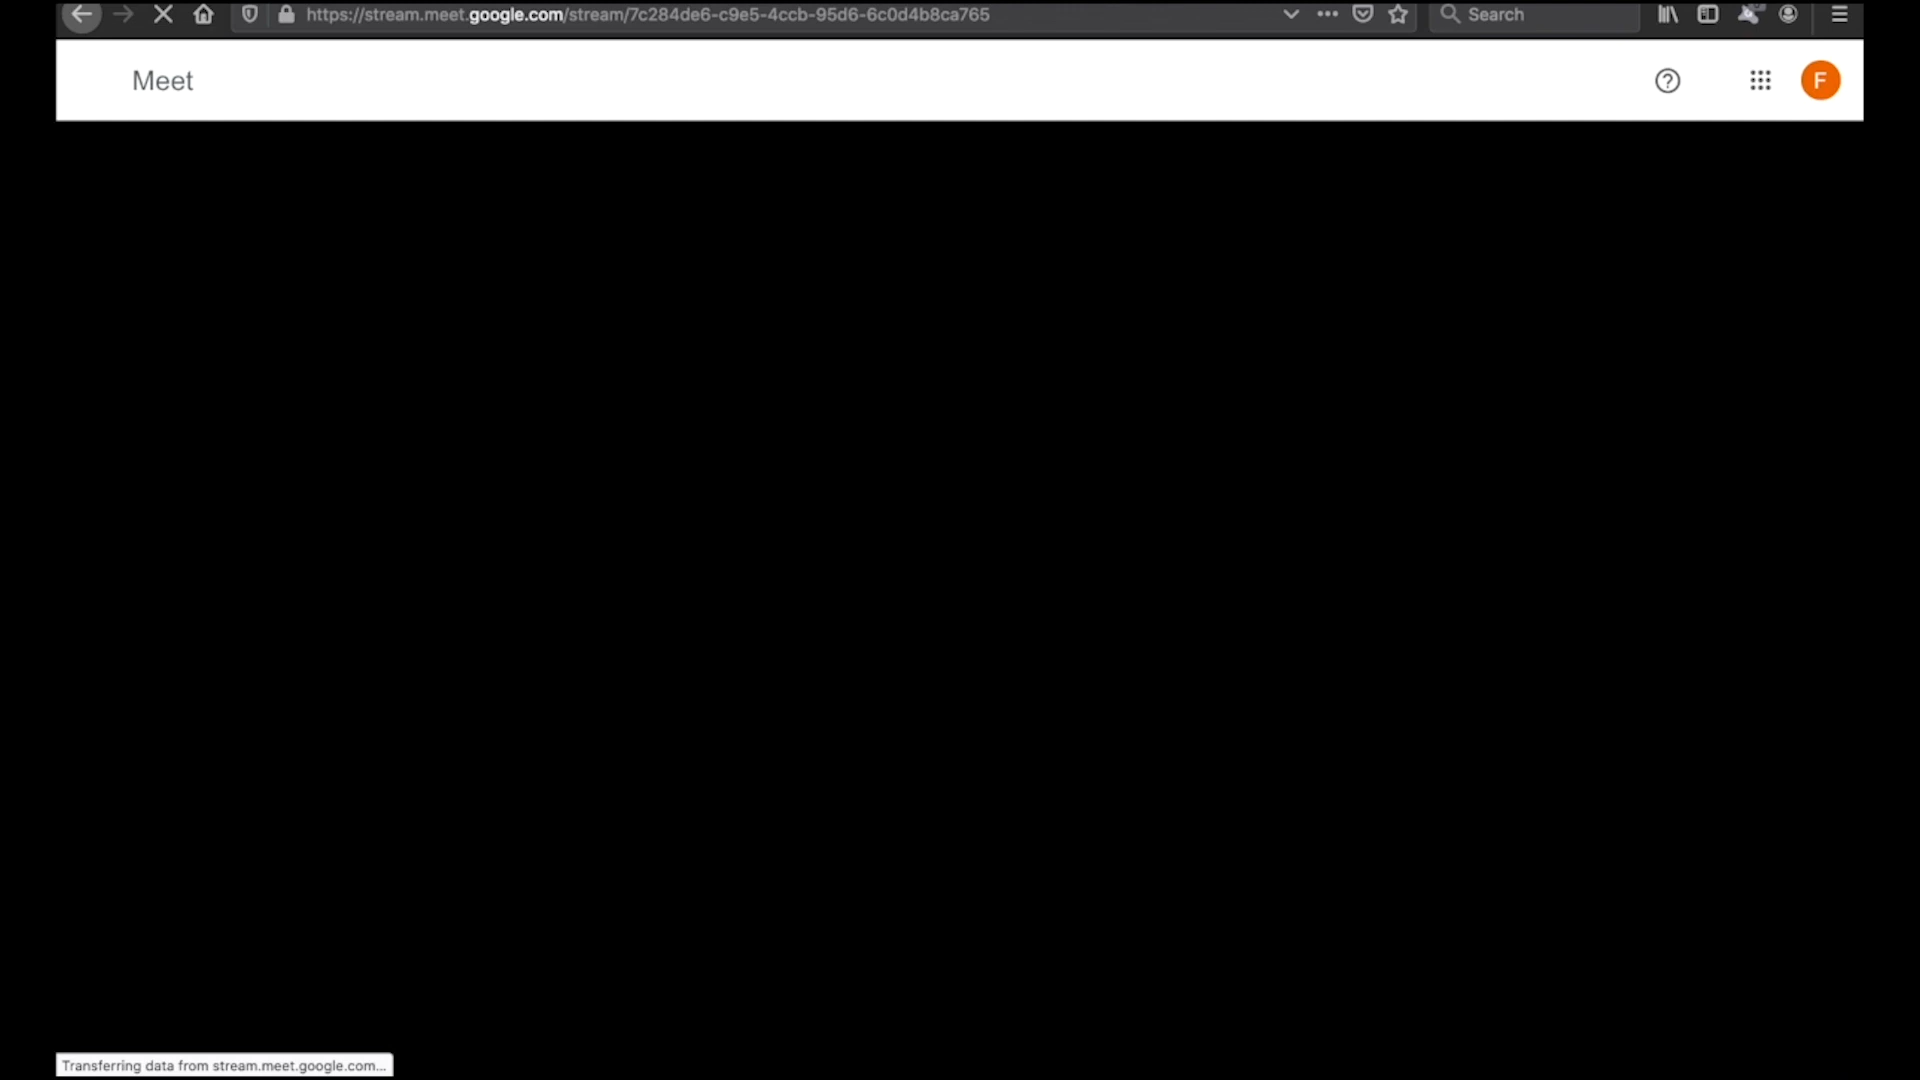 https://stream.meet.google.com/stream/7c284de6-c9e5-4ccb-95d6-6c0d4b8ca765
Search
Meet
F
Transferring data from stream.meet.google.com...